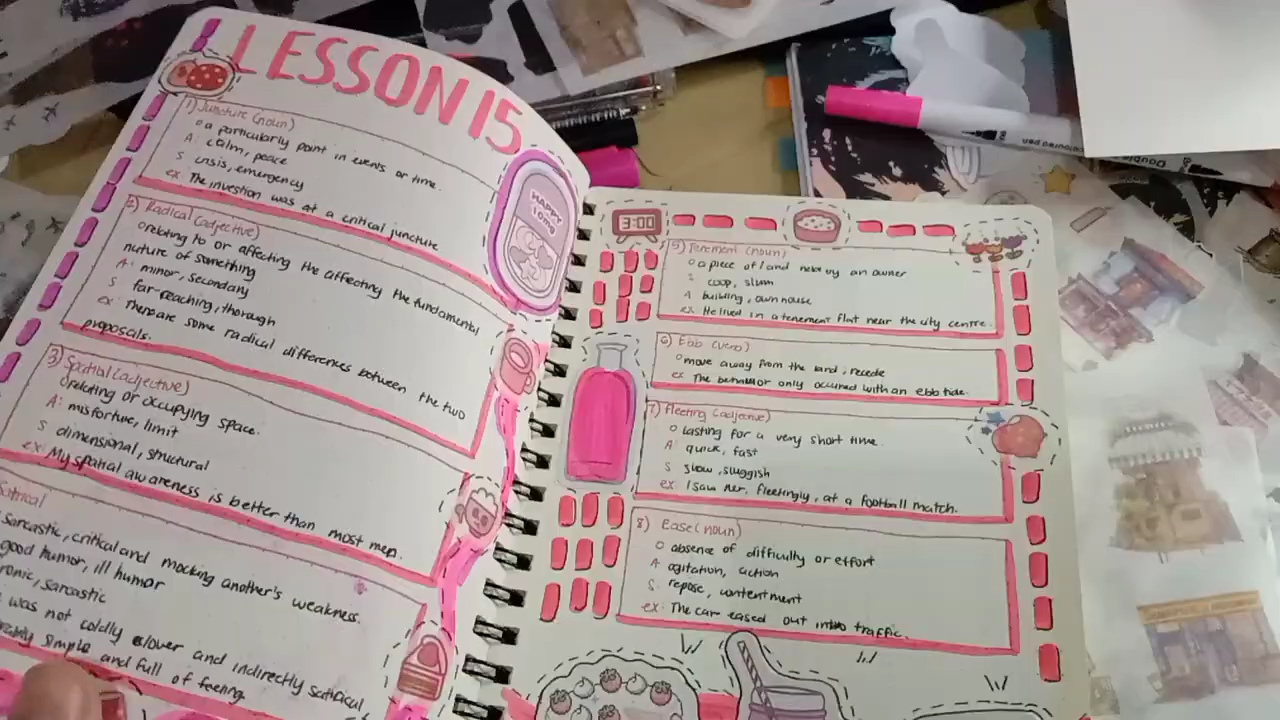 LESSON 15
1) Juncture (noun)
o a particularly point in events or time.
A: calm, peace
S: crisis, emergency
ex: The investion was at a critical juncture
2) Radical (adjective)
o relating to or affecting the affecting the fundamental
nuture of something
A: minor, secondary
S far-reaching, thorough
ex: There are some radical differences between the two
proposals.
3) Spatial (adjective)
o relating or occupying space.
A: misforture, limit
S dimensional, structural
ex: My spatial awareness is better than most men.
Satrical
Sarcastic, critical and mocking another's weakness.
good humor, ill humor
ronic, sarcastic
was not coldly clover and indirectly satirical,
simple and full of feeling.
HAPPY
3:00
5) Tenement (noun)
o a piece of land an owner
S coop, slum
A building, own house
ex: He lived in a tenement flat near the city centre.
6) Ebb (verb)
o move away from the land; recede
ex The behavior only occured with an ebb tide.
7) Fleeting (adjective)
o lasting for a very short time.
A: quick, fast
S slow, sluggish
ex: I saw her, fleetingly, at a football match.
8) Ease (noun)
o absence of difficulty or effort
A agitation, action
S. repose, contentment
ex: The car eased out into traffic.